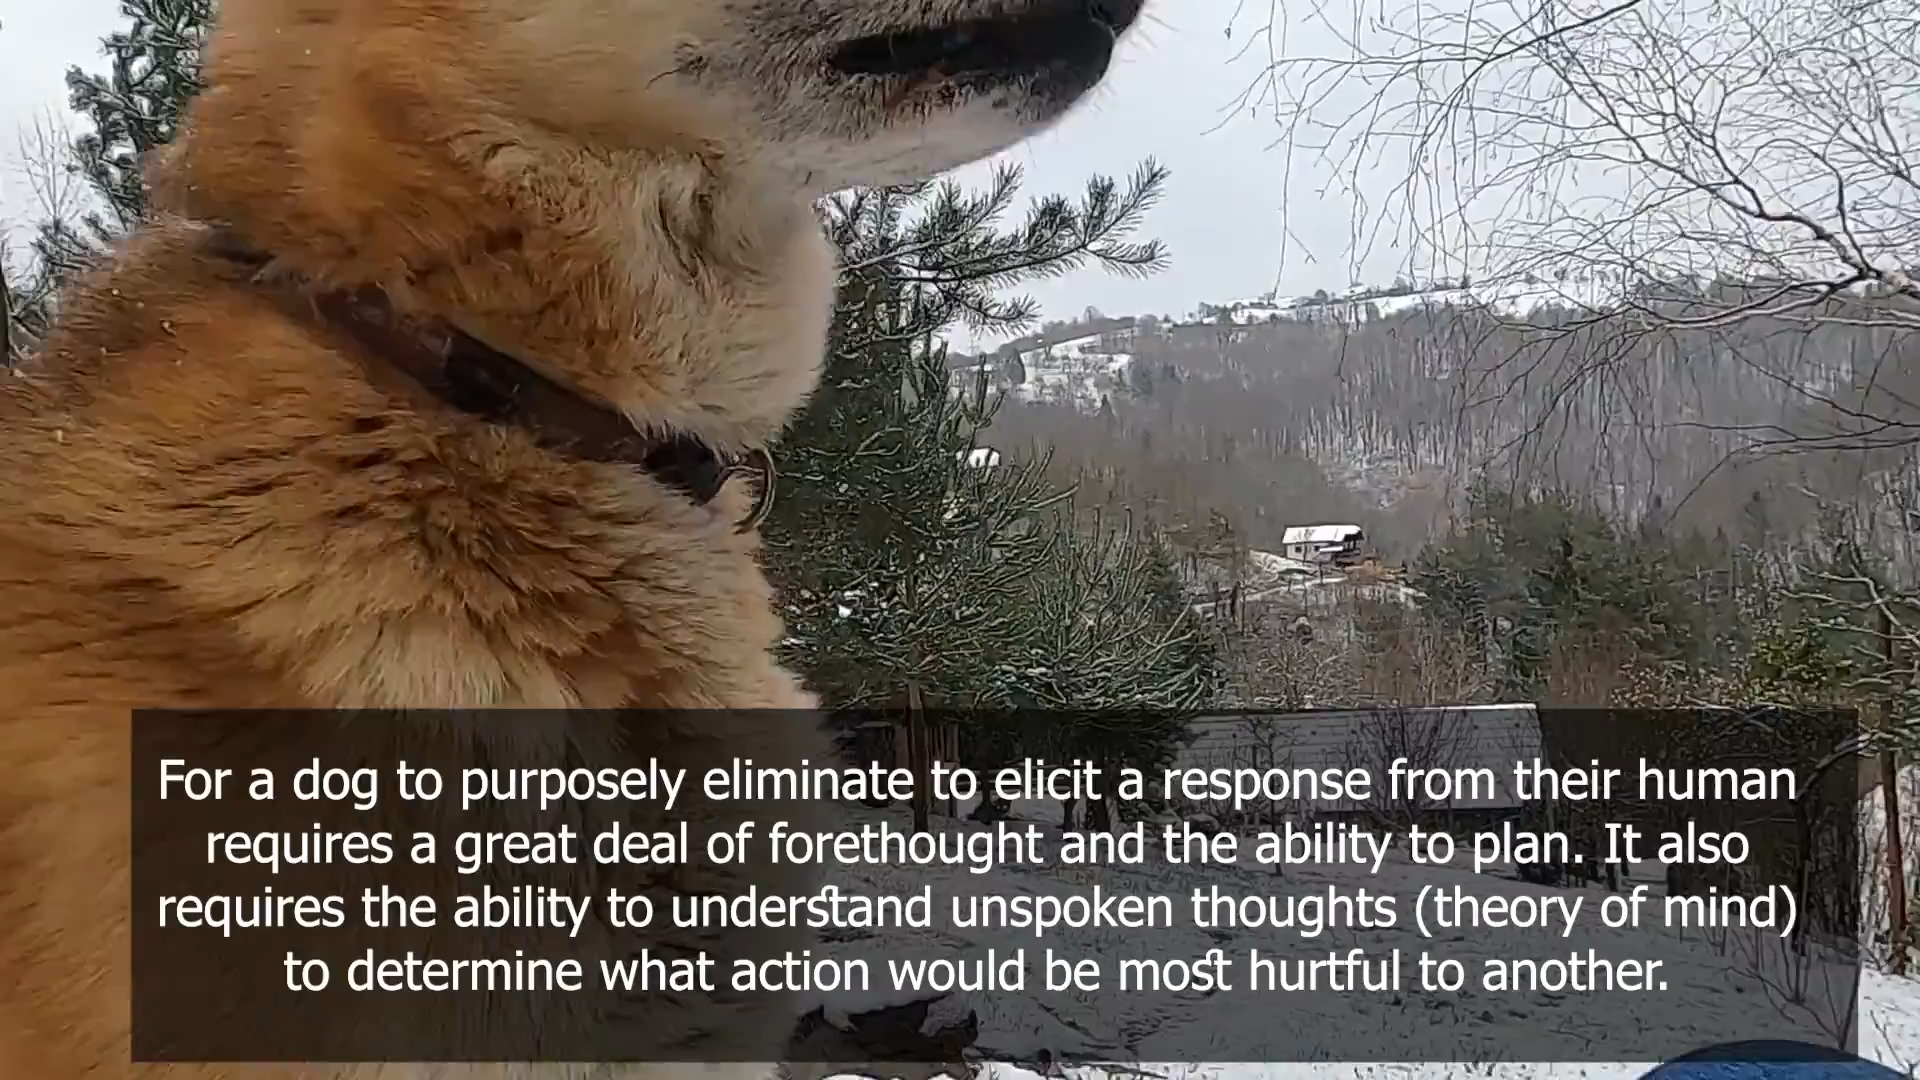 For a dog to purposely eliminate to elicit a response from their human
requires a great deal of forethought and the ability to plan. It also
requires the ability to understand unspoken thoughts (theory of mind)
to determine what action would be most hurtful to another.